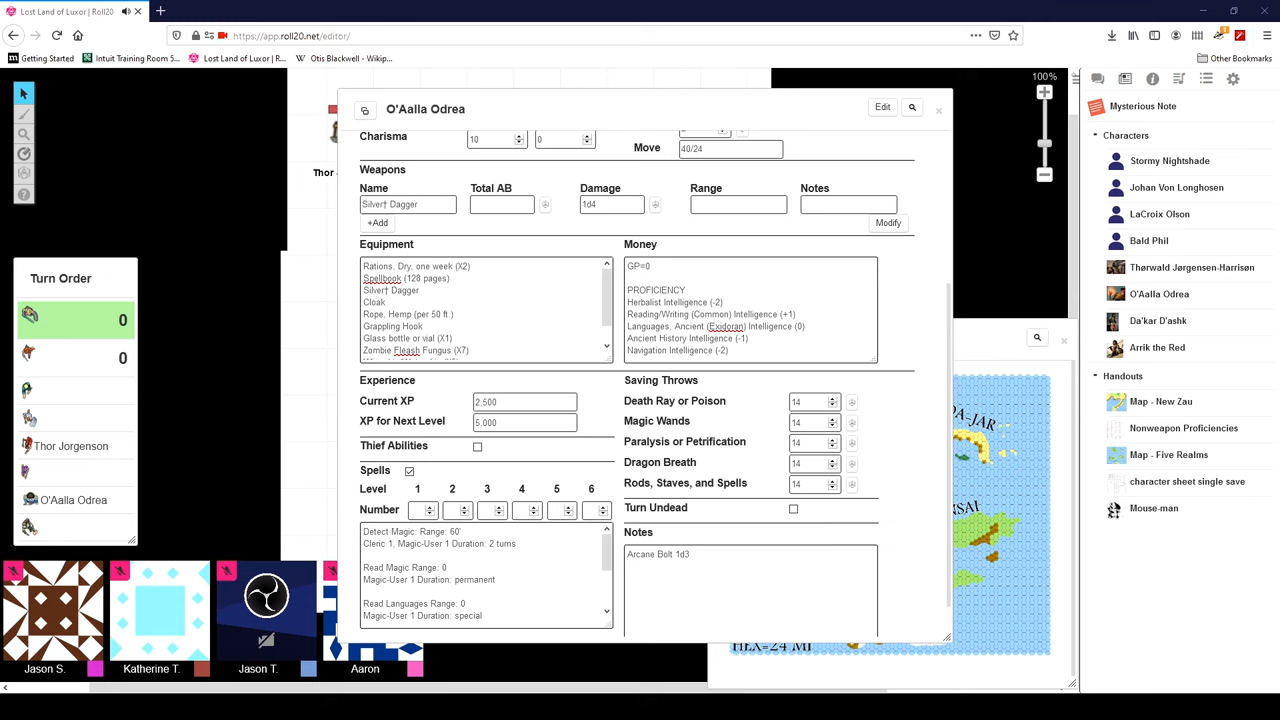 Lost Land of Luxor | Roll20
https://app.roll20.net/editor/
Getting Started
Intuit Training Room 5...
Lost Land of Luxor | R...
Otis Blackwell - Wikip...
Other Bookmarks
100%
O'Aalla Odrea
Edit
Charisma
10
0
Move
40/24
Weapons
Name
Total AB
Damage
Range
Notes
Silver† Dagger
1d4
+Add
Modify
Equipment
Money
Rations, Dry, one week (X2)
Spellbook (128 pages)
Silver† Dagger
Cloak
Rope, Hemp (per 50 ft.)
Grappling Hook
Glass bottle or vial (X1)
Zombie Fleash Fungus (X7)
GP=0
PROFICIENCY
Herbalist Intelligence (-2)
Reading/Writing (Common) Intelligence (+1)
Languages, Ancient (Exidoran) Intelligence (0)
Ancient History Intelligence (-1)
Navigation Intelligence (-2)
Experience
Current XP
2,500
XP for Next Level
5,000
Thief Abilities
Spells
Level
1
2
3
4
5
6
Number
Detect Magic: Range: 60'
Cleric 1, Magic-User 1 Duration: 2 turns
Read Magic Range: 0
Magic-User 1 Duration: permanent
Read Languages Range: 0
Magic-User 1 Duration: special
Saving Throws
Death Ray or Poison
14
Magic Wands
14
Paralysis or Petrification
14
Dragon Breath
14
Rods, Staves, and Spells
14
Turn Undead
Notes
Arcane Bolt 1d3
Thor
Turn Order
0
0
Thor Jorgenson
O'Aalla Odrea
Jason S.
Katherine T.
Jason T.
Aaron
HEX=24 MI
Mysterious Note
Characters
Stormy Nightshade
Johan Von Longhosen
LaCroix Olson
Bald Phil
Thørwald Jørgensen-Harrisøn
O'Aalla Odrea
Da'kar D'ashk
Arrik the Red
Handouts
Map - New Zau
Nonweapon Proficiencies
Map - Five Realms
character sheet single save
Mouse-man